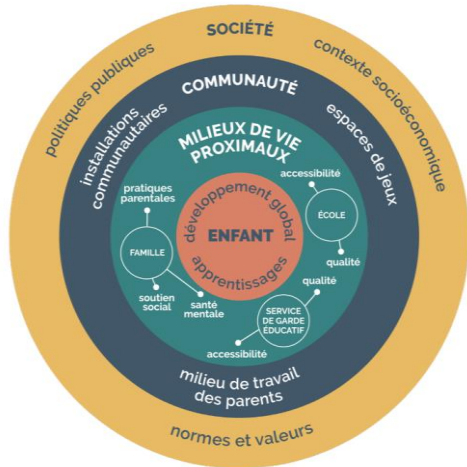 SOCIÉTÉ
politiques publiques
contexte socioéconomique
COMMUNAUTÉ
installations
communautaires
espaces de jeux
MILIEUX DE VIE
PROXIMAUX
accessibilité
pratiques
parentales
développement global
ÉCOLE
ENFANT
FAMILLE
apprentissages
qualité
qualité
soutien
social
santé
mentale
SERVICE
DE GARDE
ÉDUCATIF
accessibilité
milieu de travail
des parents
normes et valeurs